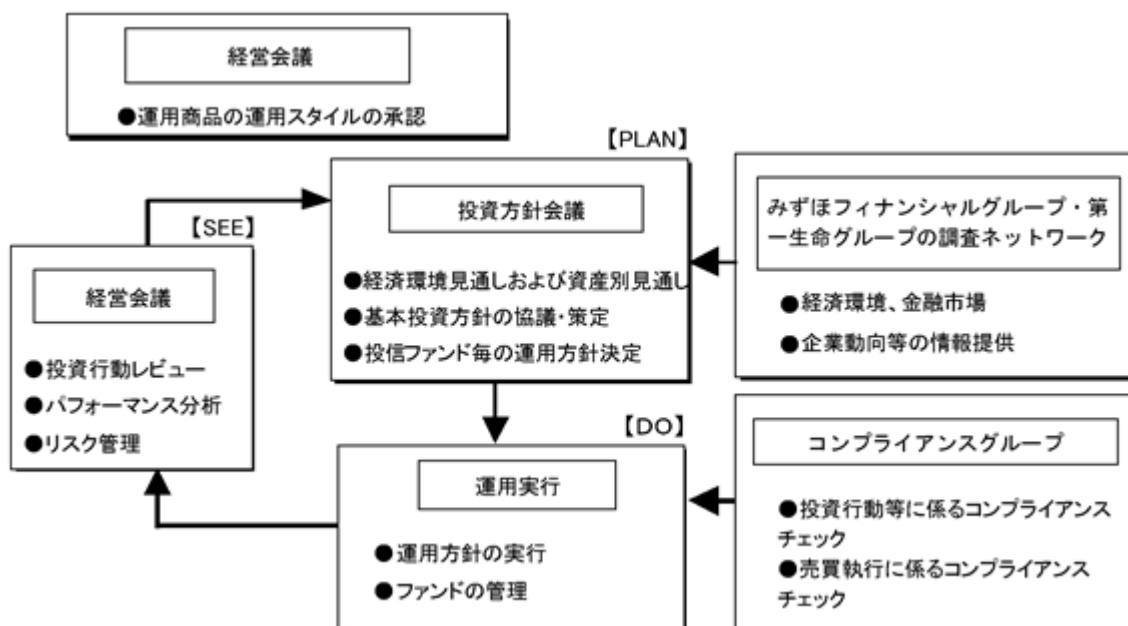 経営会議
●運用商品の運用スタイルの承認
【PLAN】
投資方針会議
●経済環境見通しおよび資産別見通し
●基本投資方針の協議・策定
●投信ファンド毎の運用方針決定
みずほフィナンシャルグループ・第
一生命グループの調査ネットワーク
●経済環境、金融市場
●企業動向等の情報提供
【SEE】
経営会議
●投資行動レビュー
●パフォーマンス分析
●リスク管理
【DO】
運用実行
●運用方針の実行
●ファンドの管理
コンプライアンスグループ
●投資行動等に係るコンプライアンス
チェック
●売買執行に係るコンプライアンス
チェック